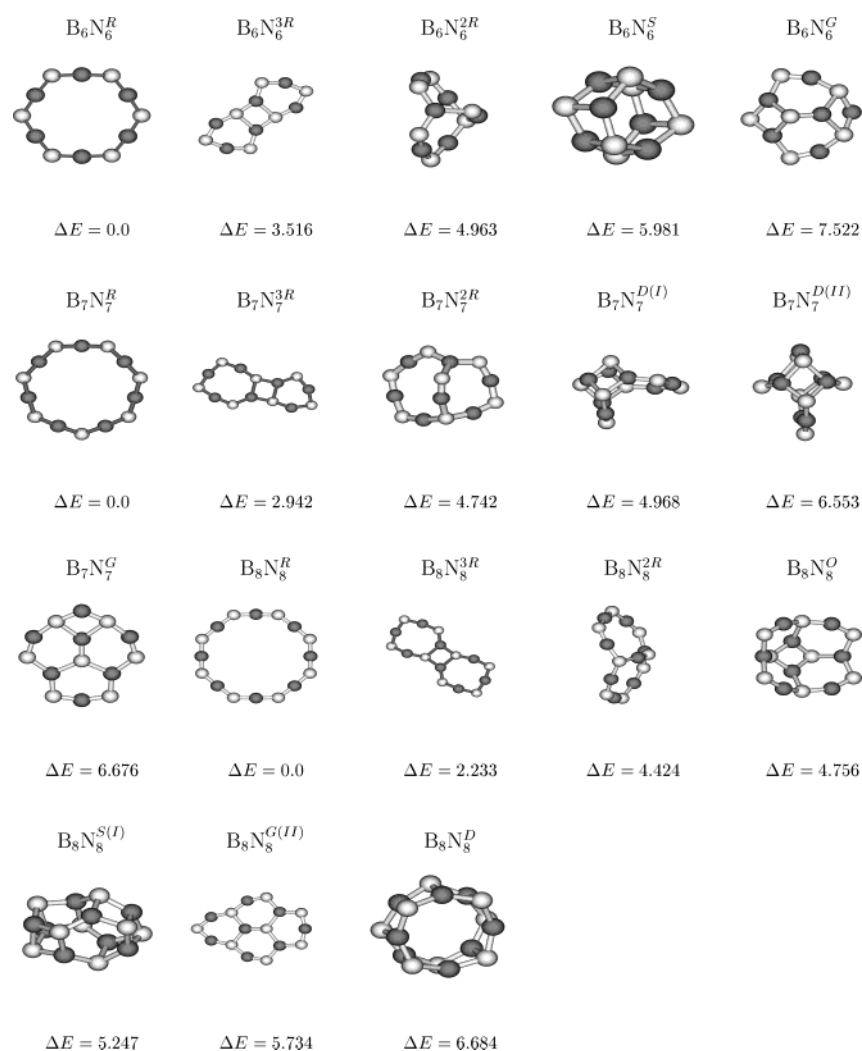 B₆N₆ᴿ B₆N₆³ᴿ B₆N₆²ᴿ B₆N₆ˢ B₆N₆ᴳ
ΔE = 0.0 ΔE = 3.516 ΔE = 4.963 ΔE = 5.981 ΔE = 7.522
B₇N₇ᴿ B₇N₇³ᴿ B₇N₇²ᴿ B₇N₇ᴰ⁽ᴵ⁾ B₇N₇ᴰ⁽ᴵᴵ⁾
ΔE = 0.0 ΔE = 2.942 ΔE = 4.742 ΔE = 4.968 ΔE = 6.553
B₇N₇ᴳ B₈N₈ᴿ B₈N₈³ᴿ B₈N₈²ᴿ B₈N₈ᴼ
ΔE = 6.676 ΔE = 0.0 ΔE = 2.233 ΔE = 4.424 ΔE = 4.756
B₈N₈ˢ⁽ᴵ⁾ B₈N₈ᴳ⁽ᴵᴵ⁾ B₈N₈ᴰ
ΔE = 5.247 ΔE = 5.734 ΔE = 6.684